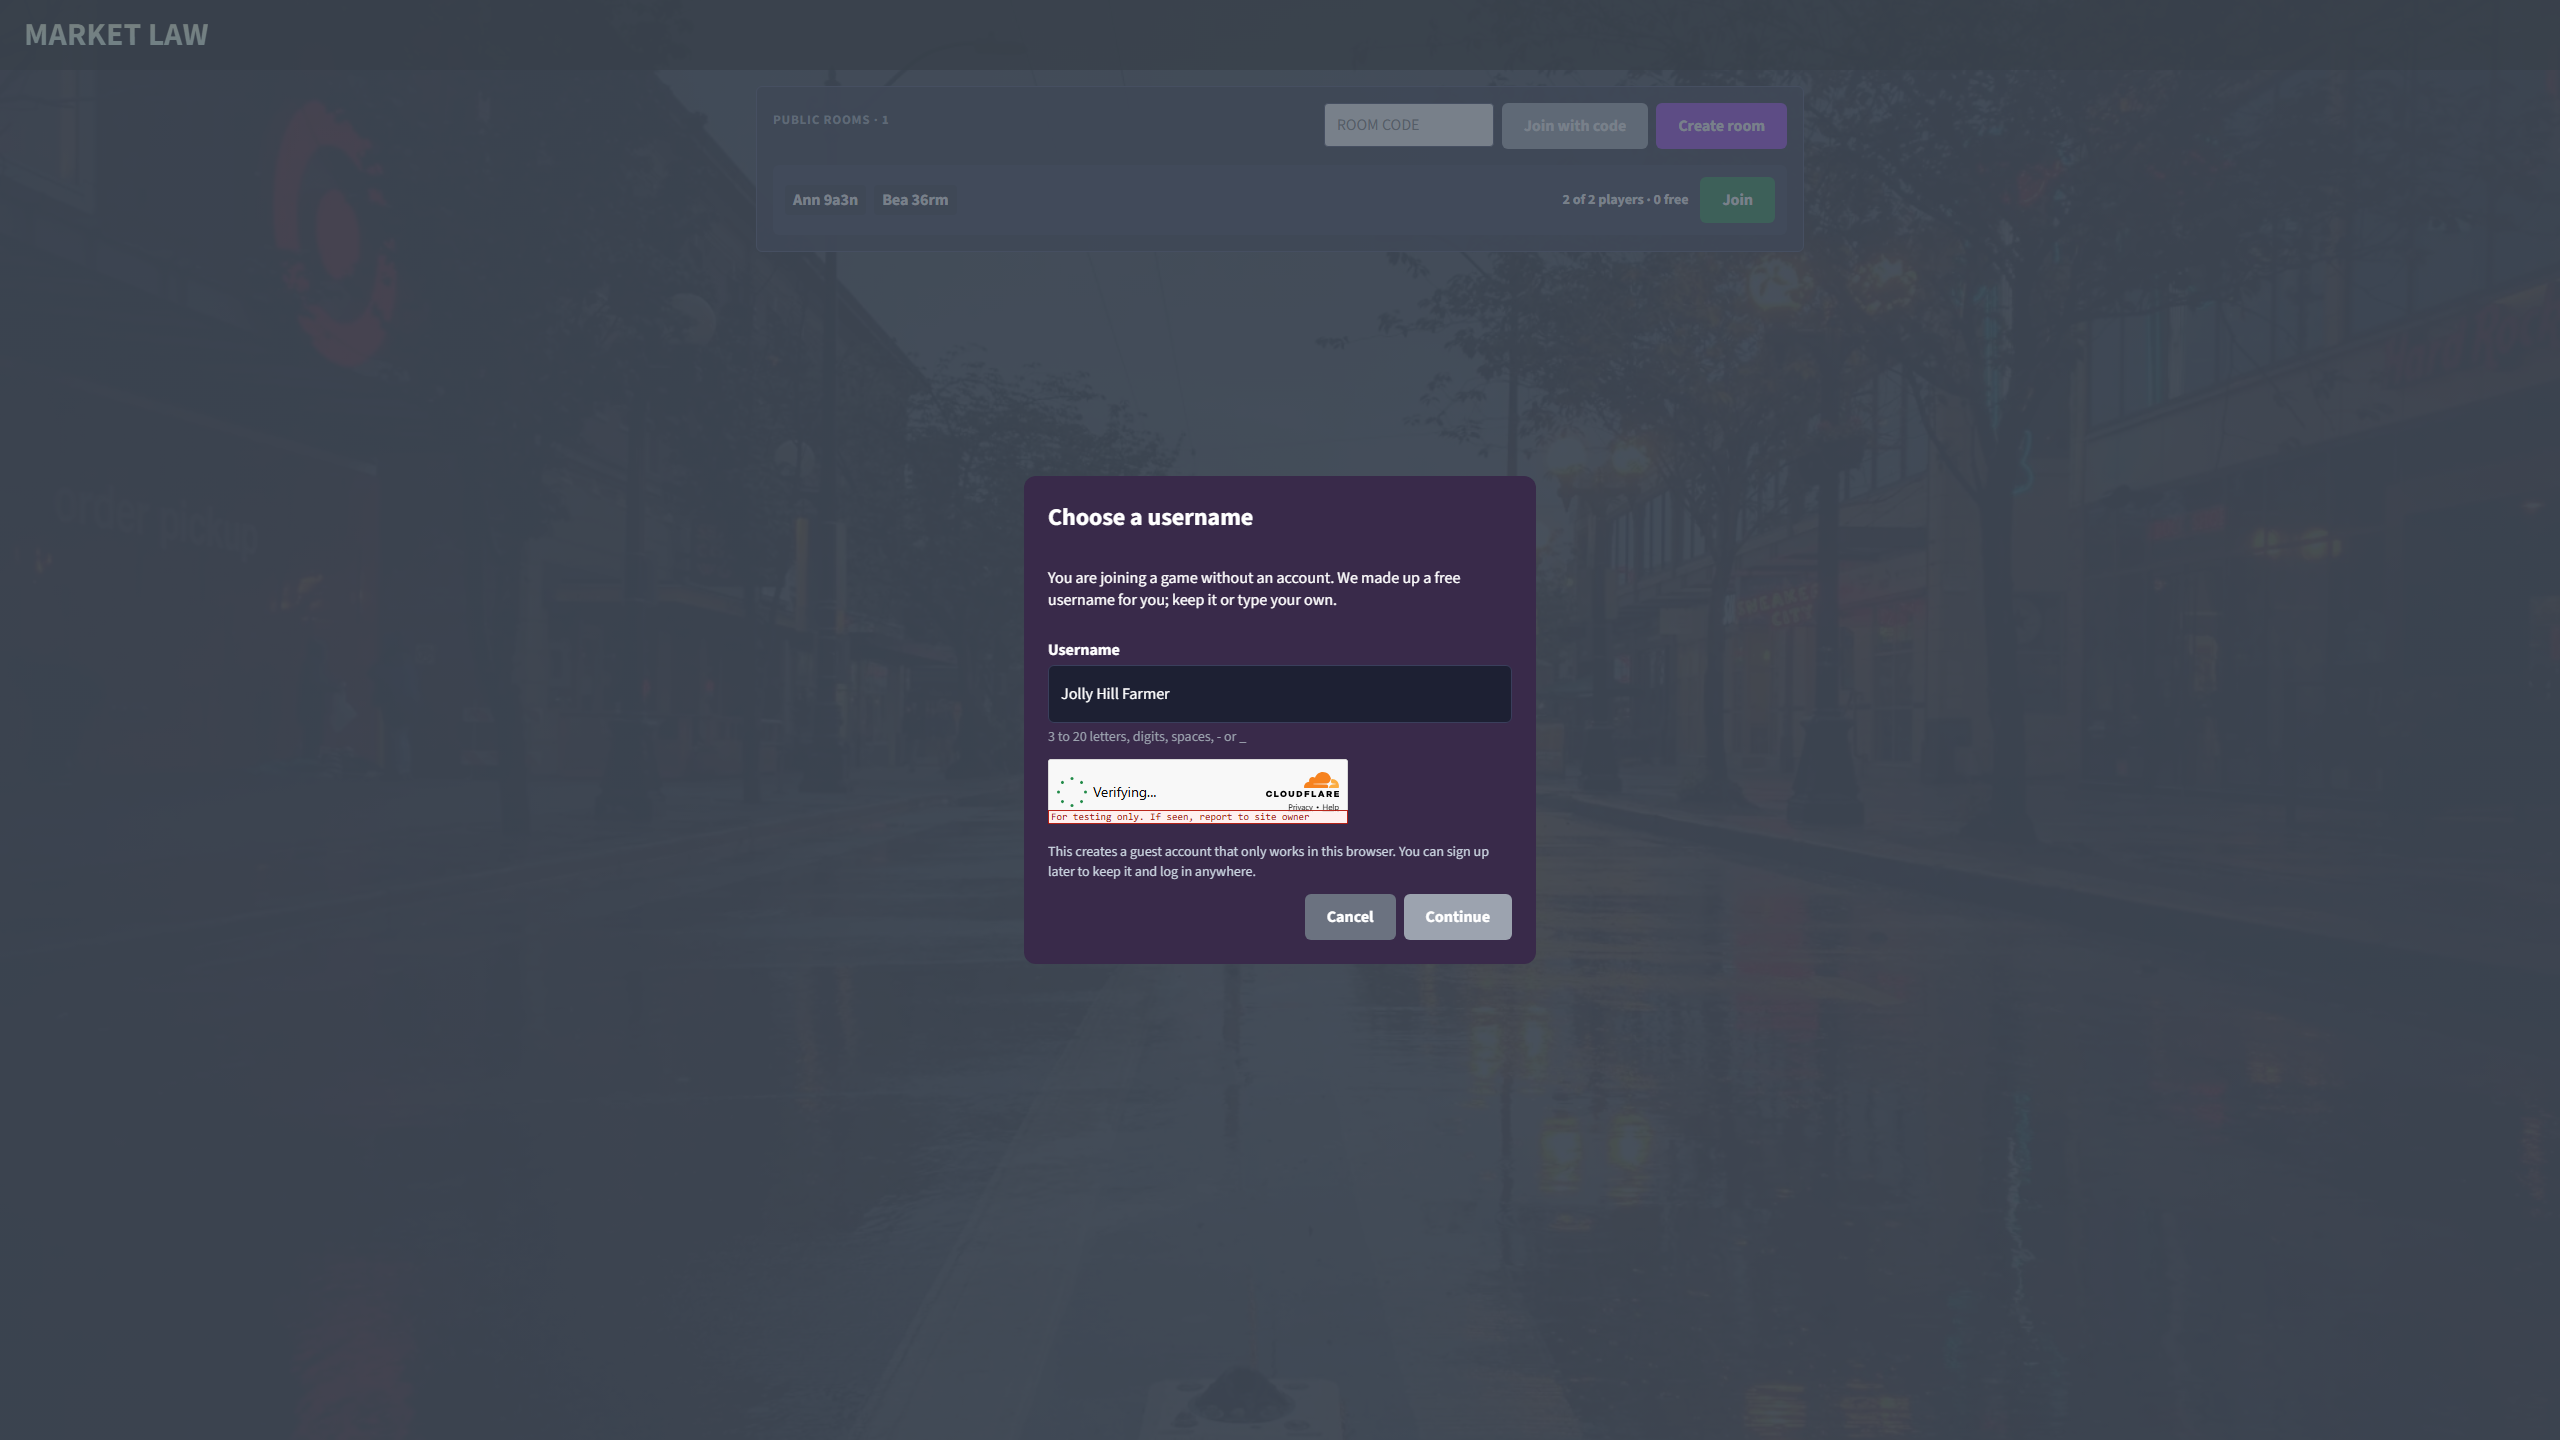 MARKET LAW
PUBLIC ROOMS · 1
ROOM CODE
Join with code
Create room
Ann 9a3n
Bea 36rm
2 of 2 players · 0 free
Join
order pickup
SNEAKER
CITY
Choose a username
You are joining a game without an account. We made up a free
username for you; keep it or type your own.
Username
Jolly Hill Farmer
3 to 20 letters, digits, spaces, - or _
Verifying...
CLOUDFLARE
Privacy • Help
For testing only. If seen, report to site owner
This creates a guest account that only works in this browser. You can sign up
later to keep it and log in anywhere.
Cancel
Continue